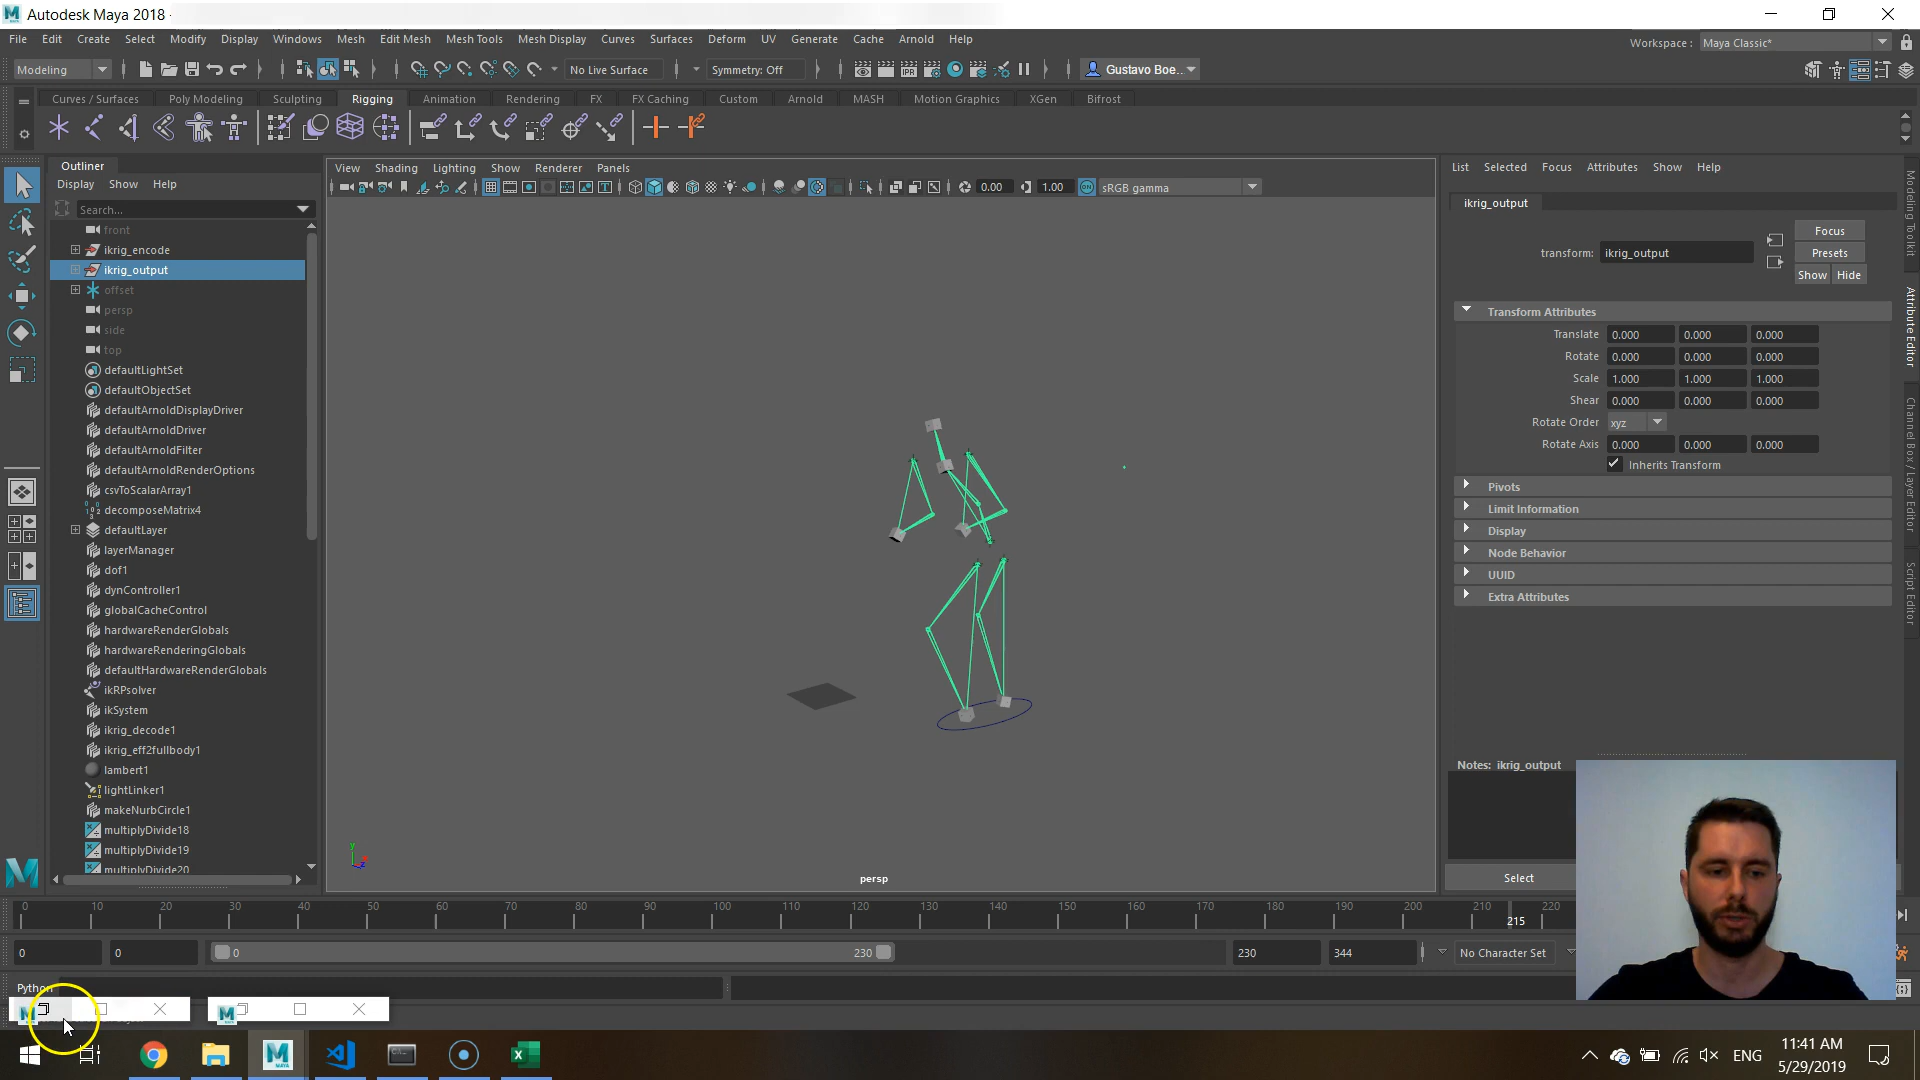 Autodesk Maya 2018 -
File Edit Create Select Modify Display Windows Mesh Edit Mesh Mesh Tools Mesh Display Curves Surfaces Deform UV Generate Cache Arnold Help
Workspace : Maya Classic*
Modeling No Live Surface Symmetry: Off Gustavo Boe..
Curves / Surfaces Poly Modeling Sculpting Rigging Animation Rendering FX FX Caching Custom Arnold MASH Motion Graphics XGen Bifrost
Outliner
Display Show Help
Search...
front
ikrig_encode
ikrig_output
offset
persp
side
top
defaultLightSet
defaultObjectSet
defaultArnoldDisplayDriver
defaultArnoldDriver
defaultArnoldFilter
defaultArnoldRenderOptions
csvToScalarArray1
decomposeMatrix4
defaultLayer
layerManager
dof1
dynController1
globalCacheControl
hardwareRenderGlobals
hardwareRenderingGlobals
defaultHardwareRenderGlobals
ikRPsolver
ikSystem
ikrig_decode1
ikrig_eff2fullbody1
lambert1
lightLinker1
makeNurbCircle1
multiplyDivide18
multiplyDivide19
multiplyDivide20
View Shading Lighting Show Renderer Panels
0.00 1.00 ON sRGB gamma
y
z
persp
List Selected Focus Attributes Show Help
ikrig_output
transform: ikrig_output
Focus
Presets
Show Hide
Transform Attributes
Translate 0.000 0.000 0.000
Rotate 0.000 0.000 0.000
Scale 1.000 1.000 1.000
Shear 0.000 0.000 0.000
Rotate Order xyz
Rotate Axis 0.000 0.000 0.000
Inherits Transform
Pivots
Limit Information
Display
Node Behavior
UUID
Extra Attributes
Notes: ikrig_output
Select
Modeling Toolkit
Attribute Editor
Channel Box / Layer Editor
Script Editor
0 10 20 30 40 50 60 70 80 90 100 110 120 130 140 150 160 170 180 190 200 210 220
215
0 0 0 230 230 344 No Character Set
Python
ENG
11:41 AM
5/29/2019